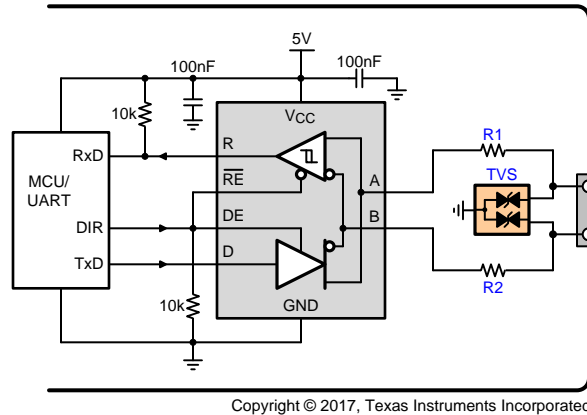 5V
100nF
100nF
10k
VCC
R
R1
RxD
TVS
RE
A
MCU/
UART
DIR
DE
B
TxD
D
10k
GND
R2
Copyright © 2017, Texas Instruments Incorporated